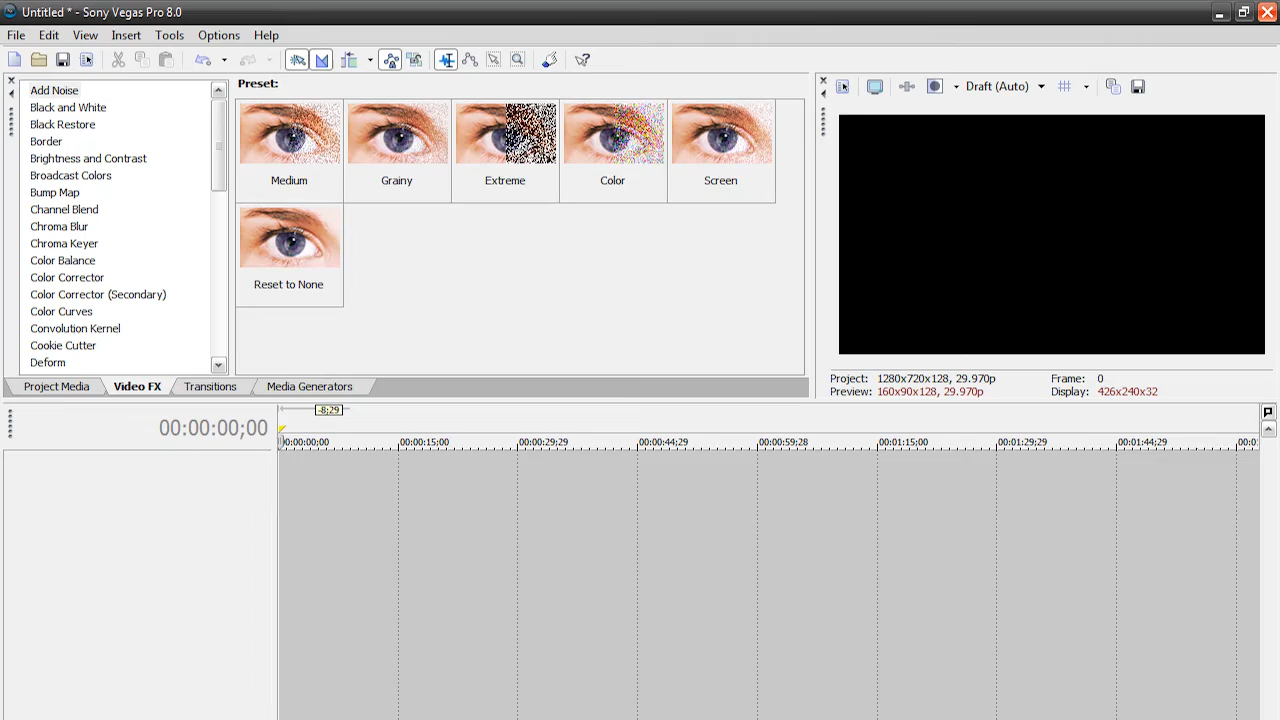 Untitled * - Sony Vegas Pro 8.0
File Edit View Insert Tools Options Help
Add Noise
Black and White
Black Restore
Border
Brightness and Contrast
Broadcast Colors
Bump Map
Channel Blend
Chroma Blur
Chroma Keyer
Color Balance
Color Corrector
Color Corrector (Secondary)
Color Curves
Convolution Kernel
Cookie Cutter
Deform
Preset:
Medium Grainy Extreme Color Screen
Reset to None
Project Media Video FX Transitions Media Generators
Draft (Auto)
Project: 1280x720x128, 29.970p Frame: 0
Preview: 160x90x128, 29.970p Display: 426x240x32
00:00:00;00
-8;29
00:00:15;00 00:00:29;29 00:00:44;29 00:00:59;28 00:01:15;00 00:01:29;29 00:01:44;29